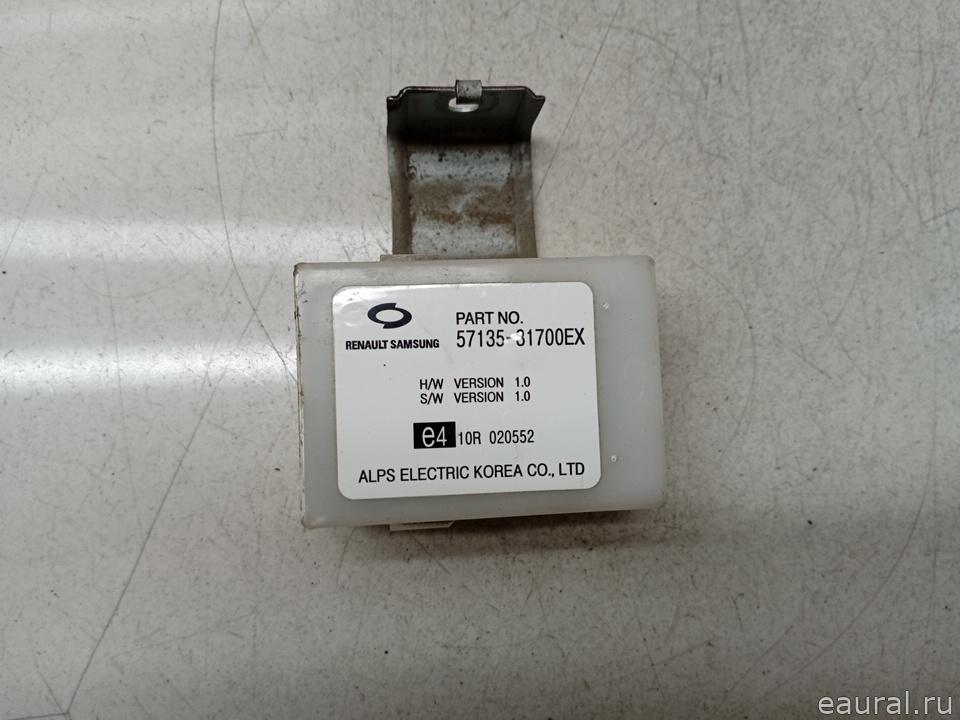 RENAULT SAMSUNG
PART NO.
57135-31700EX
H/W VERSION 1.0
S/W VERSION 1.0
e4 10R 020552
ALPS ELECTRIC KOREA CO., LTD
eaural.ru